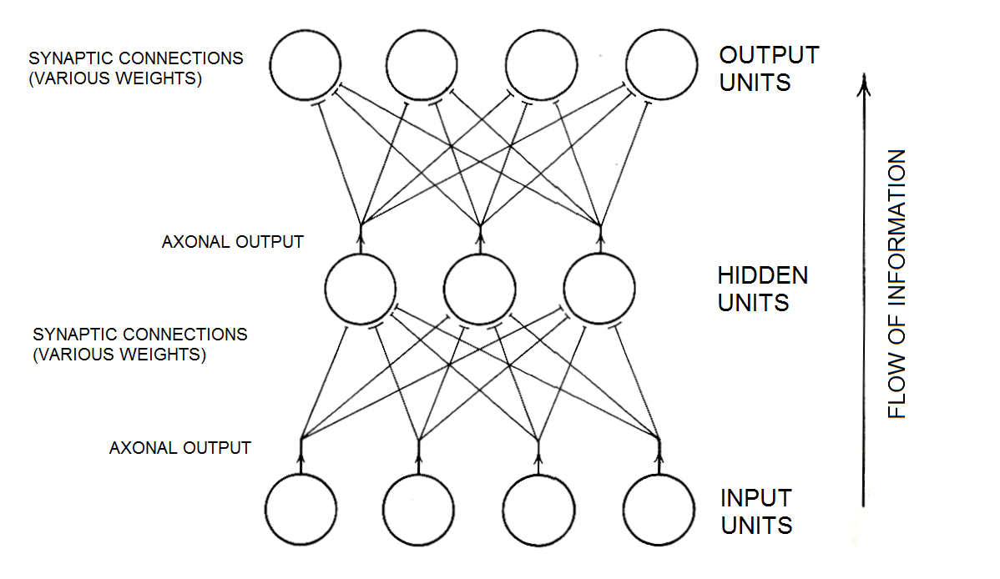 SYNAPTIC CONNECTIONS
(VARIOUS WEIGHTS)
OUTPUT
UNITS
AXONAL OUTPUT
HIDDEN
UNITS
SYNAPTIC CONNECTIONS
(VARIOUS WEIGHTS)
AXONAL OUTPUT
INPUT
UNITS
FLOW OF INFORMATION